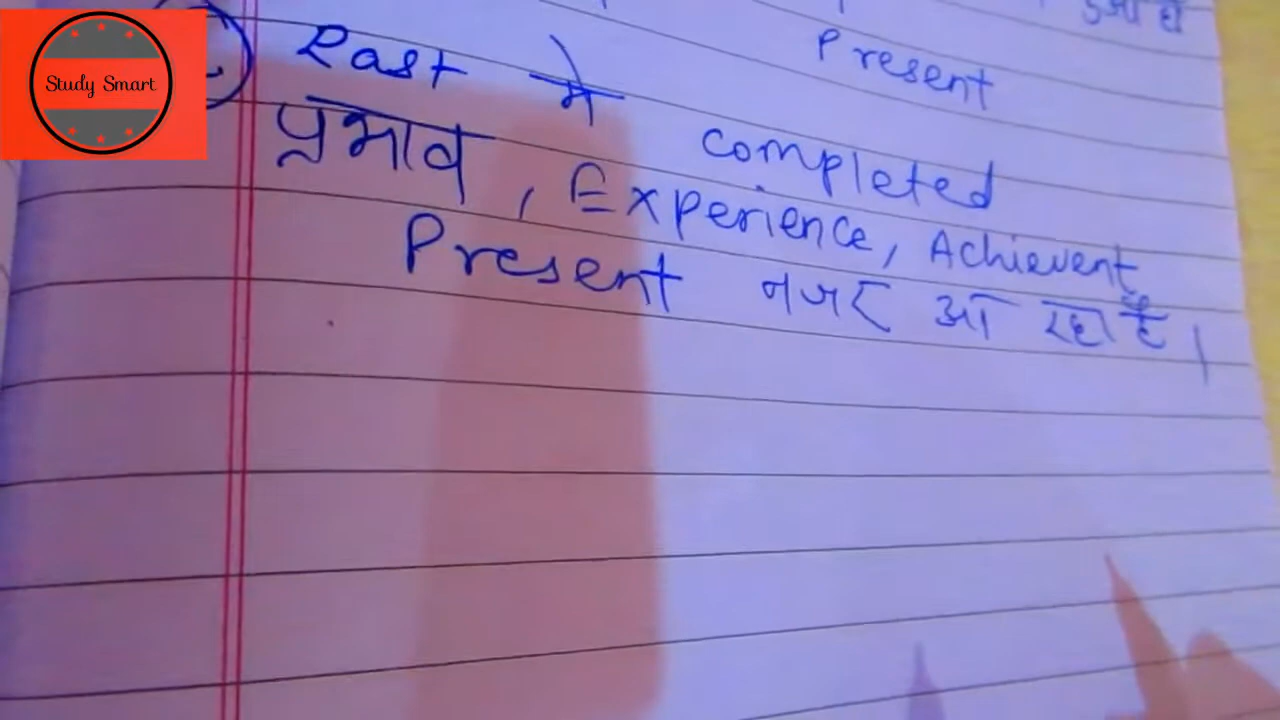 Study Smart
हुआ हो
Present
Past में completed
प्रभाव, Experience, Achievent
Present नजर आ रहा है।